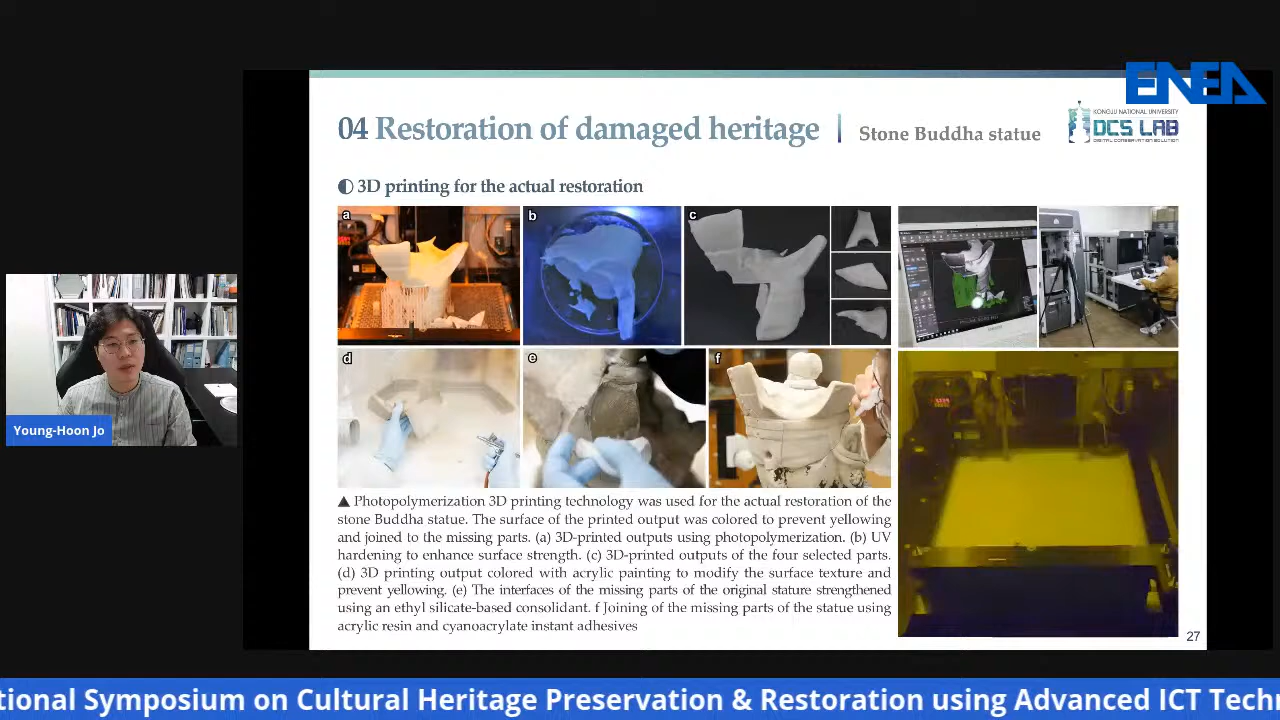 ENEA
04 Restoration of damaged heritage
Stone Buddha statue
KONGJU NATIONAL UNIVERSITY
DCS LAB
DIGITAL CONSERVATION SOLUTION
3D printing for the actual restoration
a
b
c
d
e
f
▲ Photopolymerization 3D printing technology was used for the actual restoration of the
stone Buddha statue. The surface of the printed output was colored to prevent yellowing
and joined to the missing parts. (a) 3D-printed outputs using photopolymerization. (b) UV
hardening to enhance surface strength. (c) 3D-printed outputs of the four selected parts.
(d) 3D printing output colored with acrylic painting to modify the surface texture and
prevent yellowing. (e) The interfaces of the missing parts of the original stature strengthened
using an ethyl silicate-based consolidant. f Joining of the missing parts of the statue using
acrylic resin and cyanoacrylate instant adhesives
27
Young-Hoon Jo
tional Symposium on Cultural Heritage Preservation & Restoration using Advanced ICT Tech